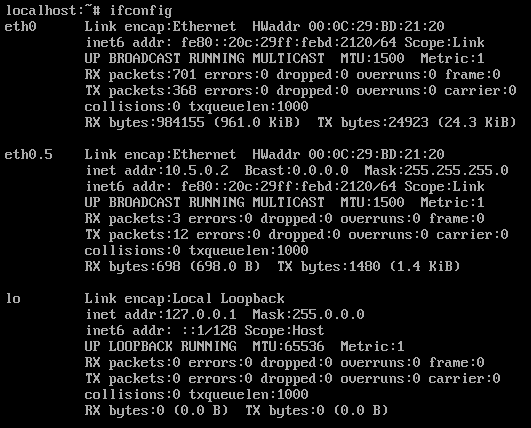 localhost:~# ifconfig
eth0      Link encap:Ethernet  HWaddr 00:0C:29:BD:21:20
          inet6 addr: fe80::20c:29ff:febd:2120/64 Scope:Link
          UP BROADCAST RUNNING MULTICAST  MTU:1500  Metric:1
          RX packets:701 errors:0 dropped:0 overruns:0 frame:0
          TX packets:368 errors:0 dropped:0 overruns:0 carrier:0
          collisions:0 txqueuelen:1000
          RX bytes:984155 (961.0 KiB)  TX bytes:24923 (24.3 KiB)

eth0.5    Link encap:Ethernet  HWaddr 00:0C:29:BD:21:20
          inet addr:10.5.0.2  Bcast:0.0.0.0  Mask:255.255.255.0
          inet6 addr: fe80::20c:29ff:febd:2120/64 Scope:Link
          UP BROADCAST RUNNING MULTICAST  MTU:1500  Metric:1
          RX packets:3 errors:0 dropped:0 overruns:0 frame:0
          TX packets:12 errors:0 dropped:0 overruns:0 carrier:0
          collisions:0 txqueuelen:1000
          RX bytes:698 (698.0 B)  TX bytes:1480 (1.4 KiB)

lo        Link encap:Local Loopback
          inet addr:127.0.0.1  Mask:255.0.0.0
          inet6 addr: ::1/128 Scope:Host
          UP LOOPBACK RUNNING  MTU:65536  Metric:1
          RX packets:0 errors:0 dropped:0 overruns:0 frame:0
          TX packets:0 errors:0 dropped:0 overruns:0 carrier:0
          collisions:0 txqueuelen:1000
          RX bytes:0 (0.0 B)  TX bytes:0 (0.0 B)